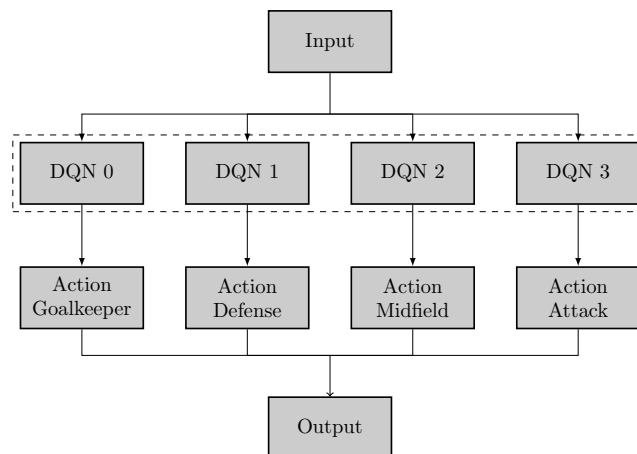 Input
DQN 0
DQN 1
DQN 2
DQN 3
Action
Goalkeeper
Action
Defense
Action
Midfield
Action
Attack
Output